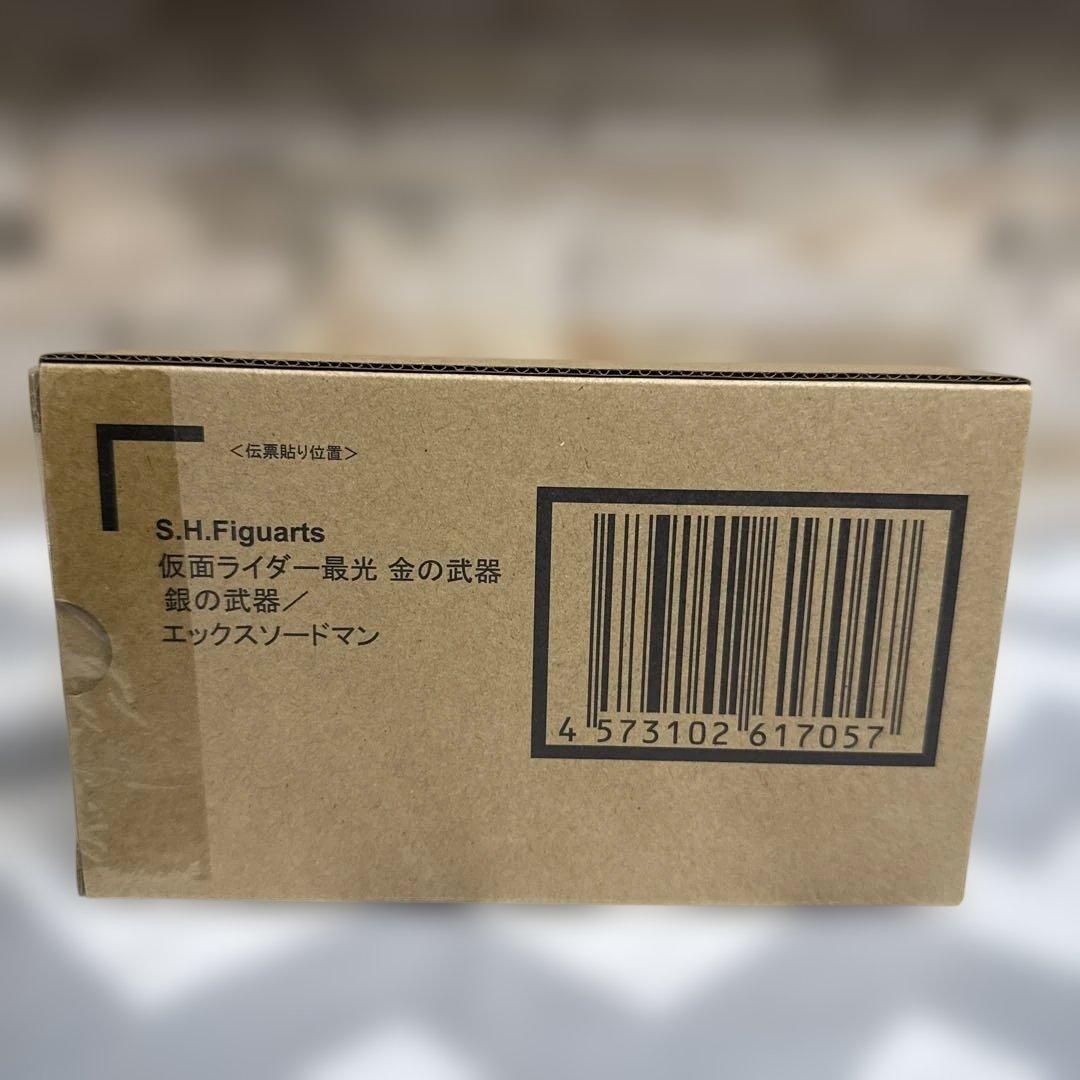 ＜伝票貼り位置＞
S.H.Figuarts
仮面ライダー最光 金の武器
銀の武器／
エックスソードマン
4 573102 617057